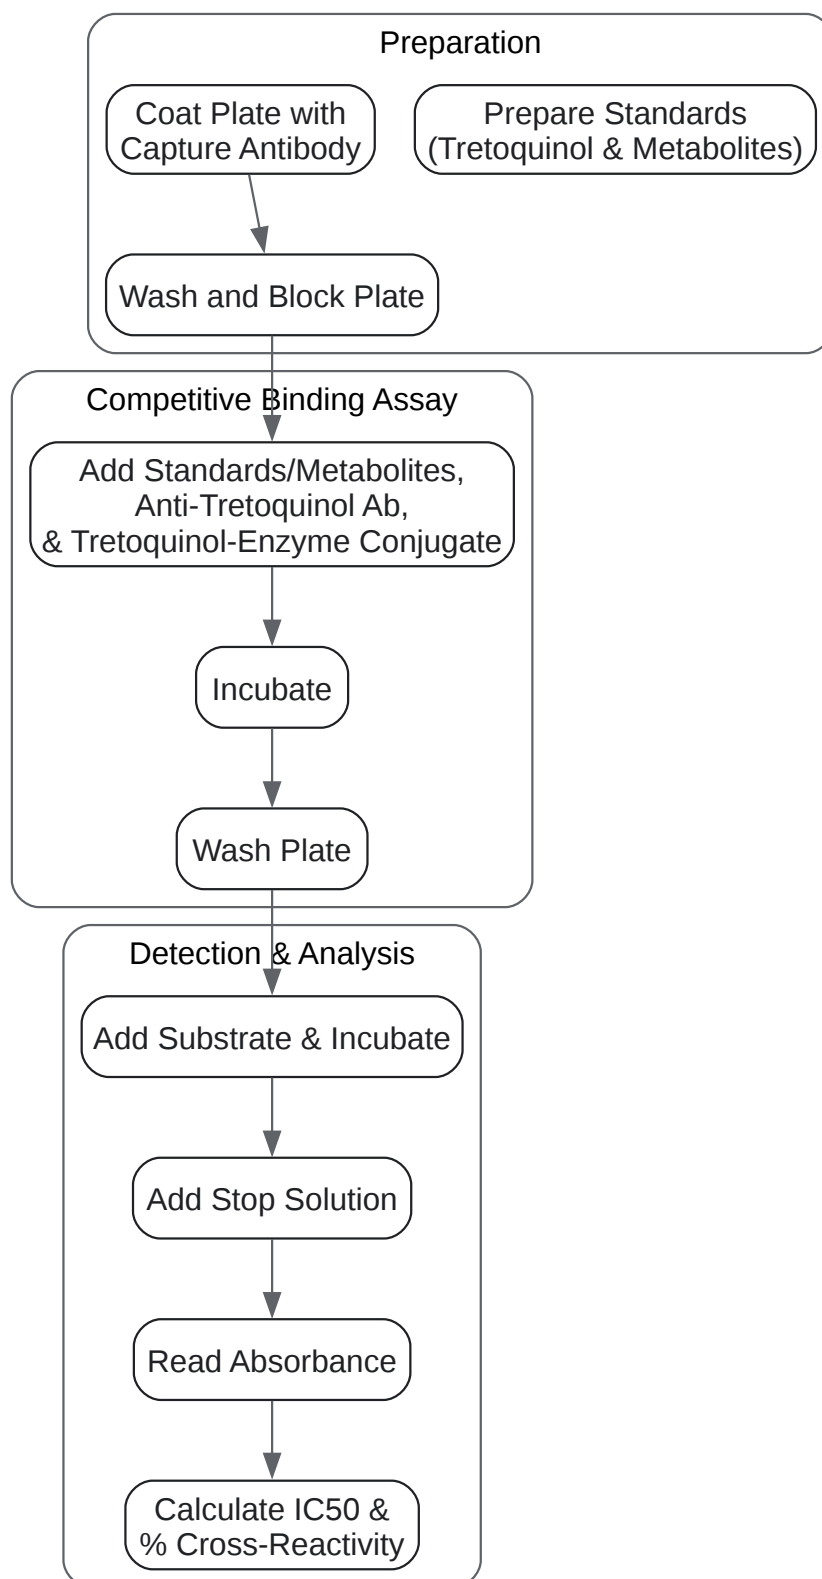 Preparation
Coat Plate with
Capture Antibody
Prepare Standards
(Tretoquinol & Metabolites)
Wash and Block Plate
Competitive Binding Assay
Add Standards/Metabolites,
Anti-Tretoquinol Ab,
& Tretoquinol-Enzyme Conjugate
Incubate
Wash Plate
Detection & Analysis
Add Substrate & Incubate
Add Stop Solution
Read Absorbance
Calculate IC50 &
% Cross-Reactivity